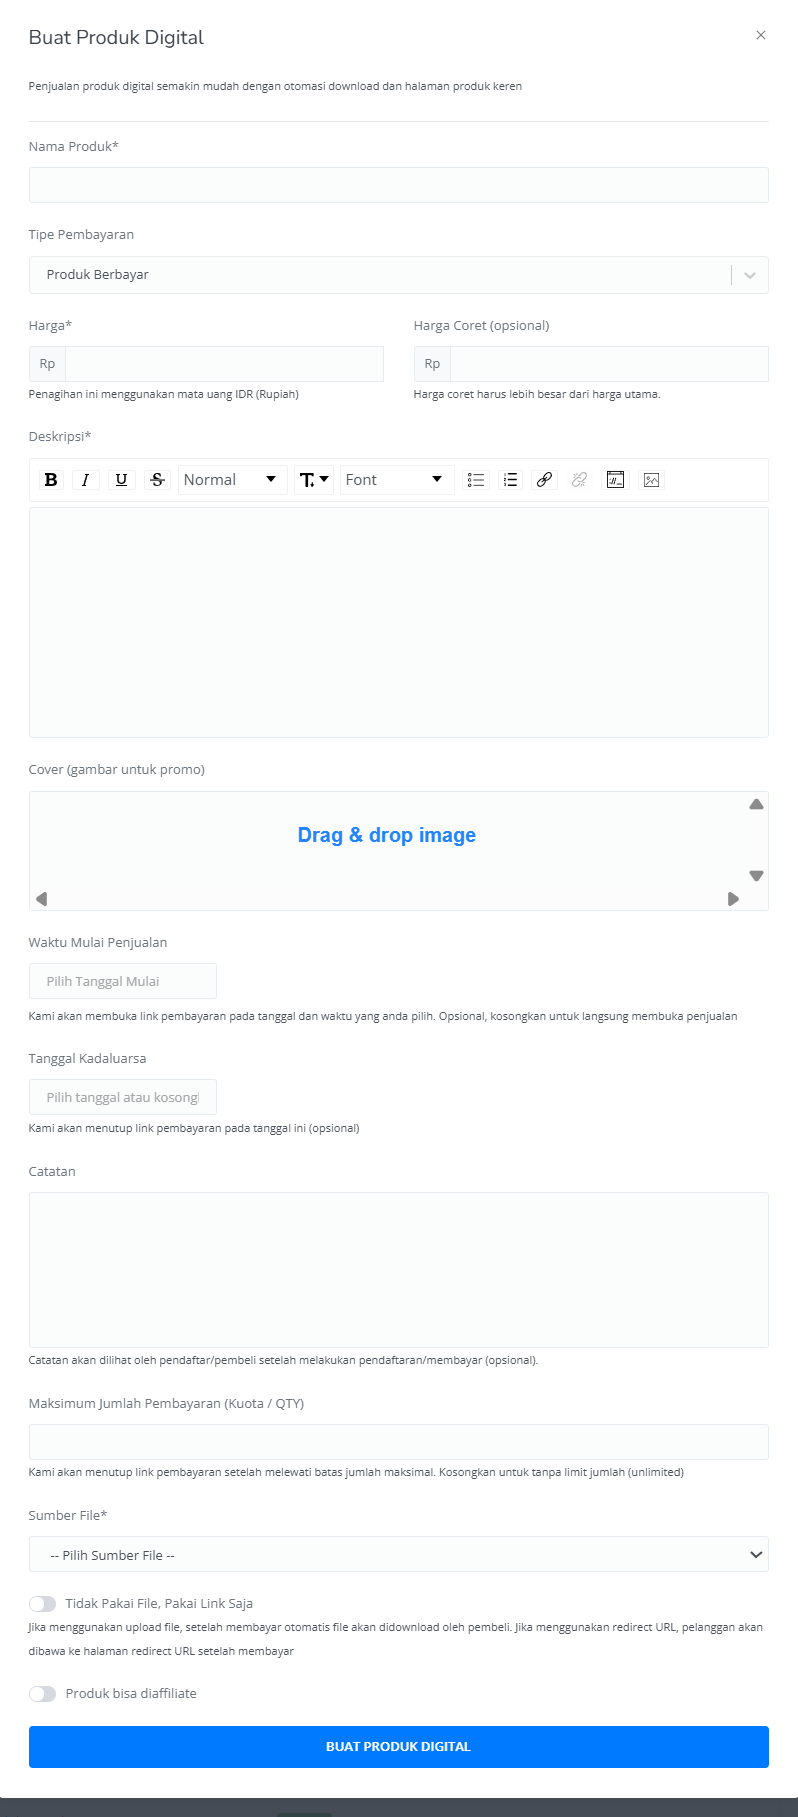 Buat Produk Digital
×
Penjualan produk digital semakin mudah dengan otomasi download dan halaman produk keren
Nama Produk*
Tipe Pembayaran
Produk Berbayar
Harga*
Harga Coret (opsional)
Rp
Rp
Penagihan ini menggunakan mata uang IDR (Rupiah)
Harga coret harus lebih besar dari harga utama.
Deskripsi*
B I U S Normal T Font
Cover (gambar untuk promo)
Drag & drop image
Waktu Mulai Penjualan
Pilih Tanggal Mulai
Kami akan membuka link pembayaran pada tanggal dan waktu yang anda pilih. Opsional, kosongkan untuk langsung membuka penjualan
Tanggal Kadaluarsa
Pilih tanggal atau kosong
Kami akan menutup link pembayaran pada tanggal ini (opsional)
Catatan
Catatan akan dilihat oleh pendaftar/pembeli setelah melakukan pendaftaran/membayar (opsional).
Maksimum Jumlah Pembayaran (Kuota / QTY)
Kami akan menutup link pembayaran setelah melewati batas jumlah maksimal. Kosongkan untuk tanpa limit jumlah (unlimited)
Sumber File*
-- Pilih Sumber File --
Tidak Pakai File, Pakai Link Saja
Jika menggunakan upload file, setelah membayar otomatis file akan didownload oleh pembeli. Jika menggunakan redirect URL, pelanggan akan
dibawa ke halaman redirect URL setelah membayar
Produk bisa diaffiliate
BUAT PRODUK DIGITAL